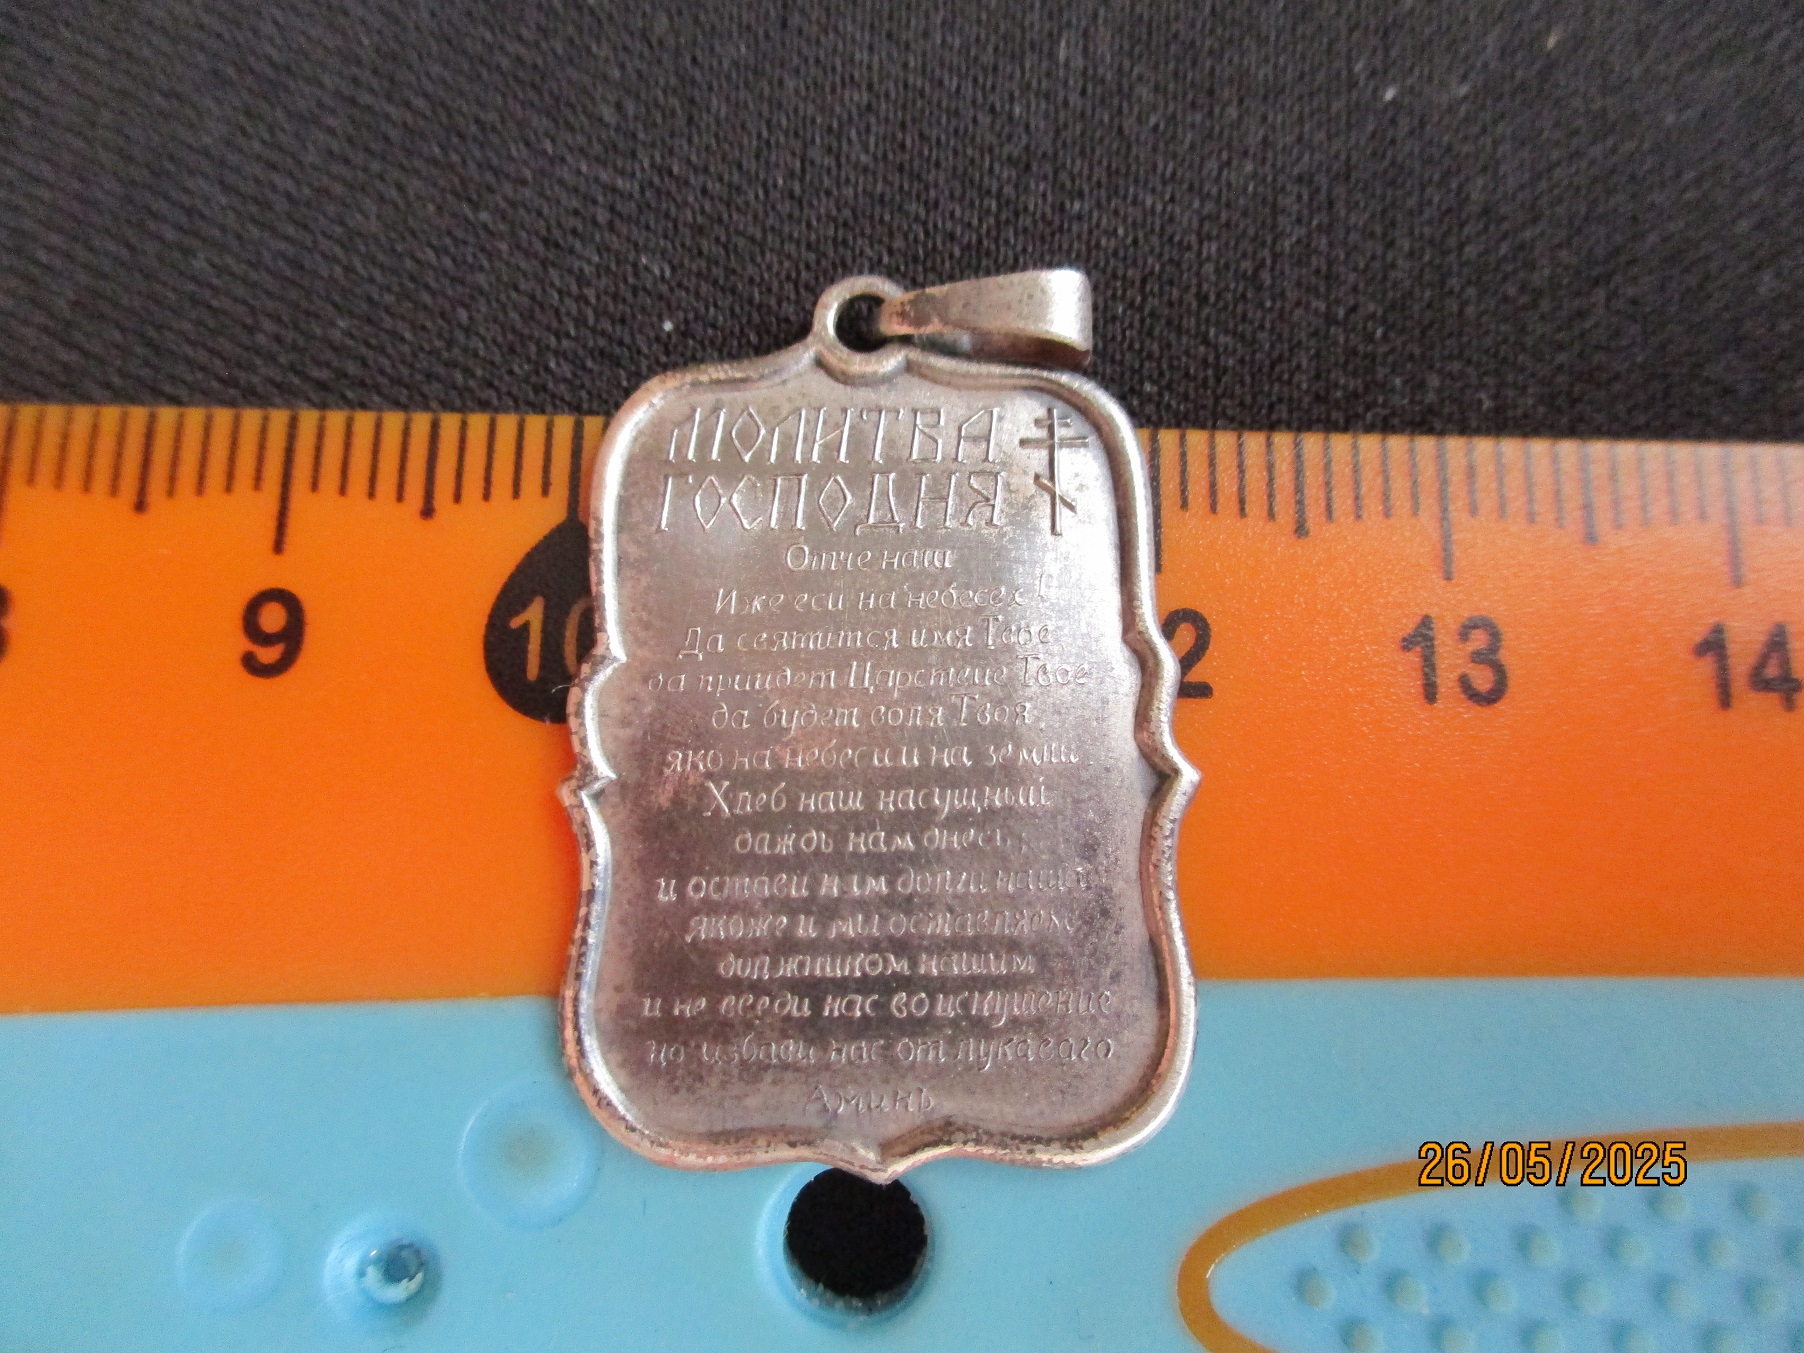 МОЛИТВА
ГОСПОДНЯ
Отче наш
Иже еси на небесех!
Да святится имя Твое
да приидет Царствие Твое
да будет воля Твоя
яко на небеси и на земли.
Хлеб наш насущный
даждь нам днесь;
и остави нам долги наша
якоже и мы оставляем
должником нашим
и не введи нас во искушение
но избави нас от лукаваго
Аминь
9
10
2
13
14
26/05/2025